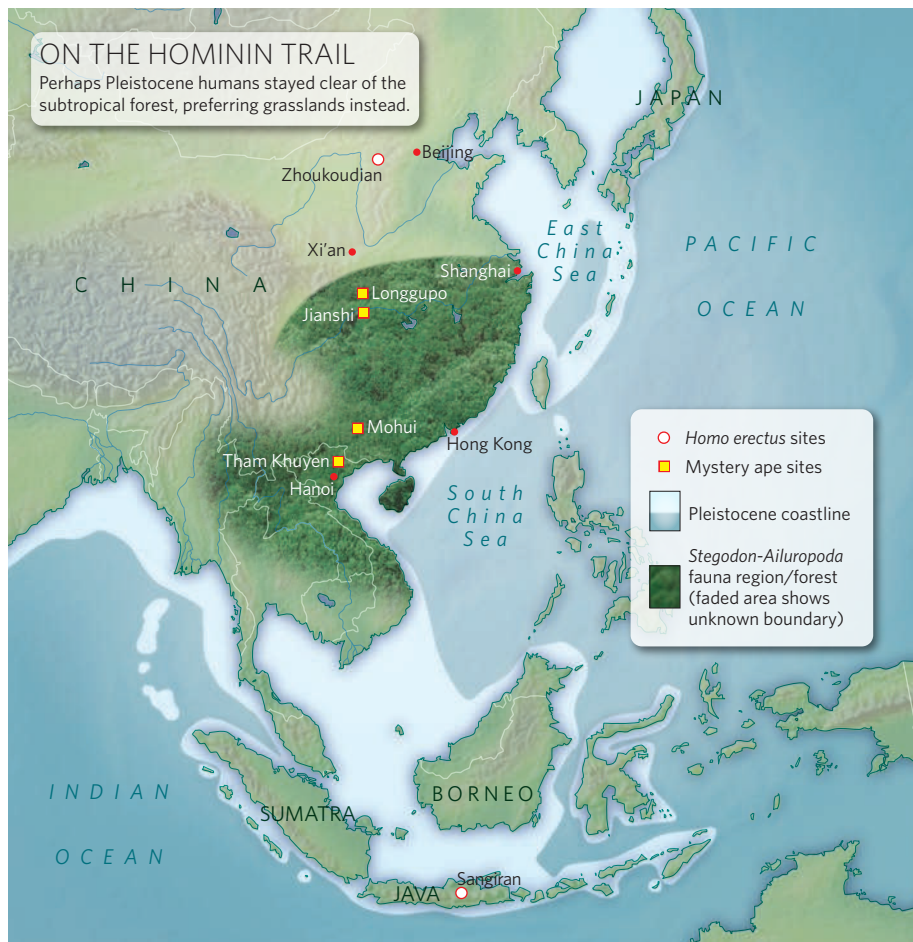 ON THE HOMININ TRAIL
Perhaps Pleistocene humans stayed clear of the
subtropical forest, preferring grasslands instead.
JAPAN
Beijing
Zhoukoudian
East
China
Sea
PACIFIC
OCEAN
Xi'an
Shanghai
CHINA
Longgupo
Jianshi
Mohui
Hong Kong
Tham Khuyen
Hanoi
South
China
Sea
Homo erectus sites
Mystery ape sites
Pleistocene coastline
Stegodon-Ailuropoda
fauna region/forest
(faded area shows
unknown boundary)
INDIAN
OCEAN
SUMATRA
BORNEO
JAVA
Sangiran